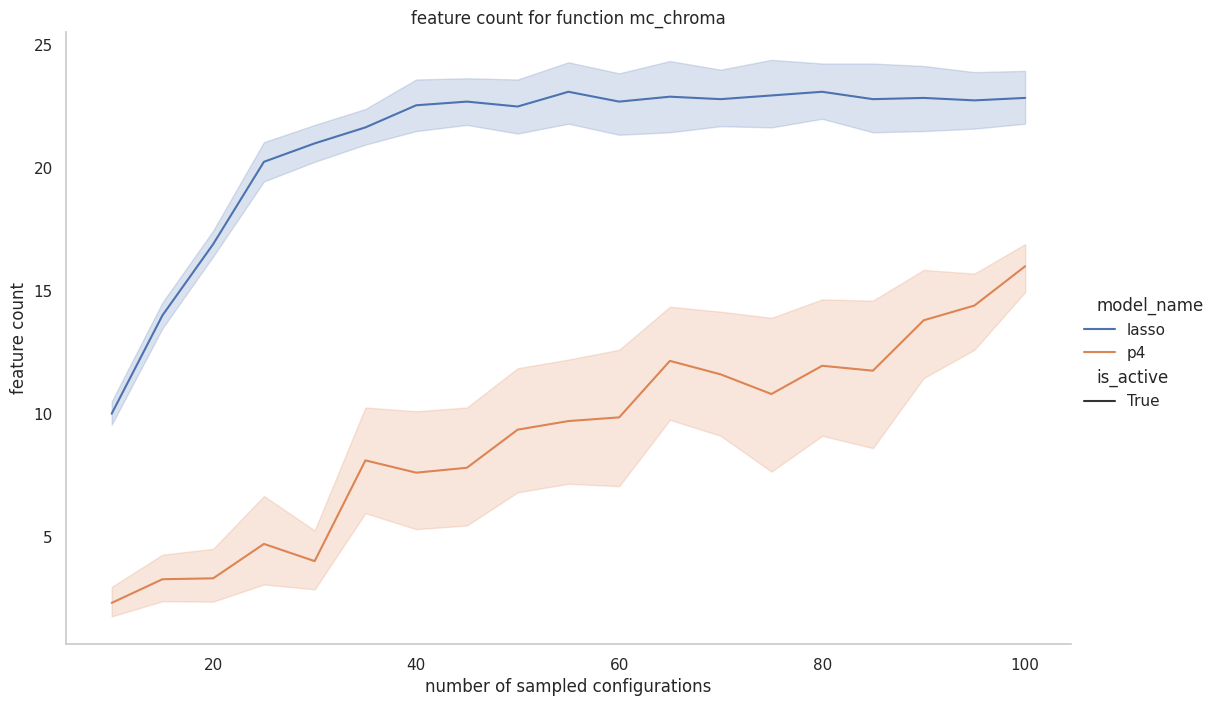 feature count for function mc_chroma
feature count
25
20
15
10
5
20
40
60
80
100
number of sampled configurations
model_name
lasso
p4
is_active
True